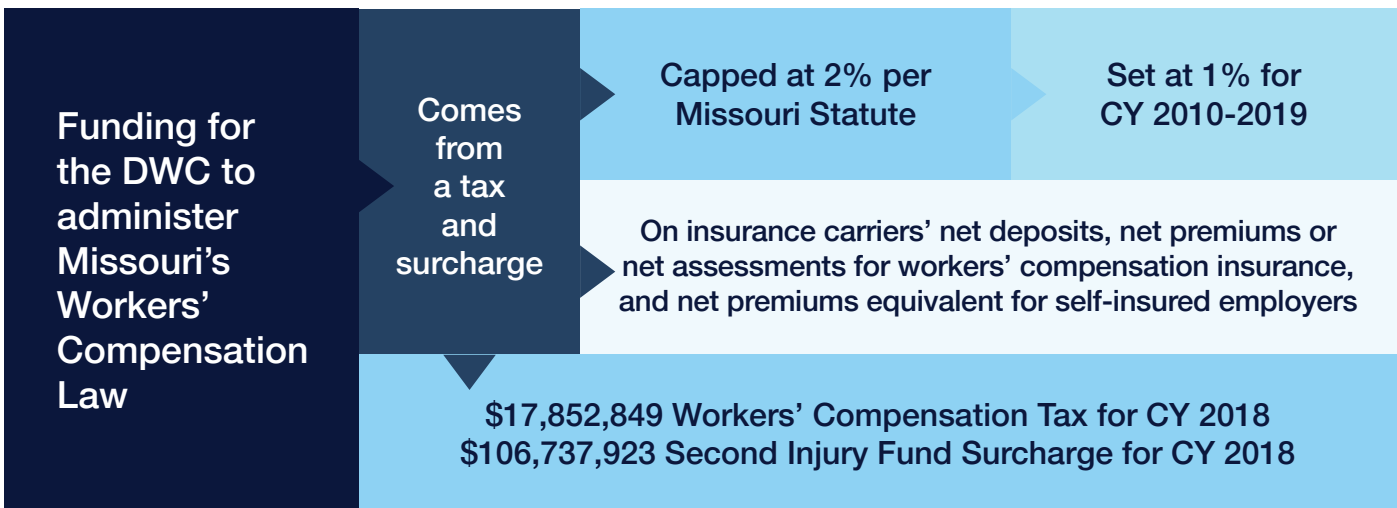 Funding for
the DWC to
administer
Missouri’s
Workers’
Compensation
Law
Comes
from
a tax
and
surcharge
Capped at 2% per
Missouri Statute
Set at 1% for
CY 2010-2019
On insurance carriers’ net deposits, net premiums or
net assessments for workers’ compensation insurance,
and net premiums equivalent for self-insured employers
$17,852,849 Workers’ Compensation Tax for CY 2018
$106,737,923 Second Injury Fund Surcharge for CY 2018